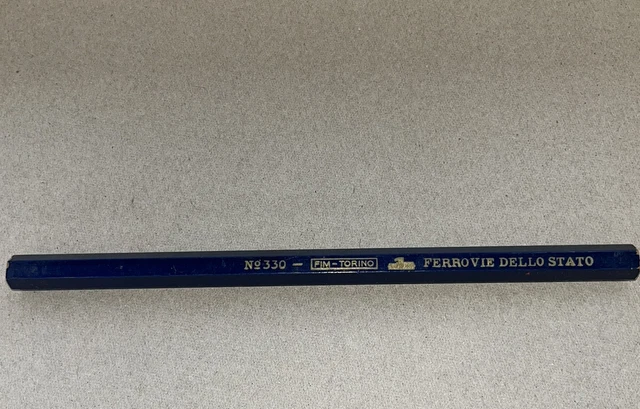 Nº 330 — FIM-TORINO FERROVIE DELLO STATO